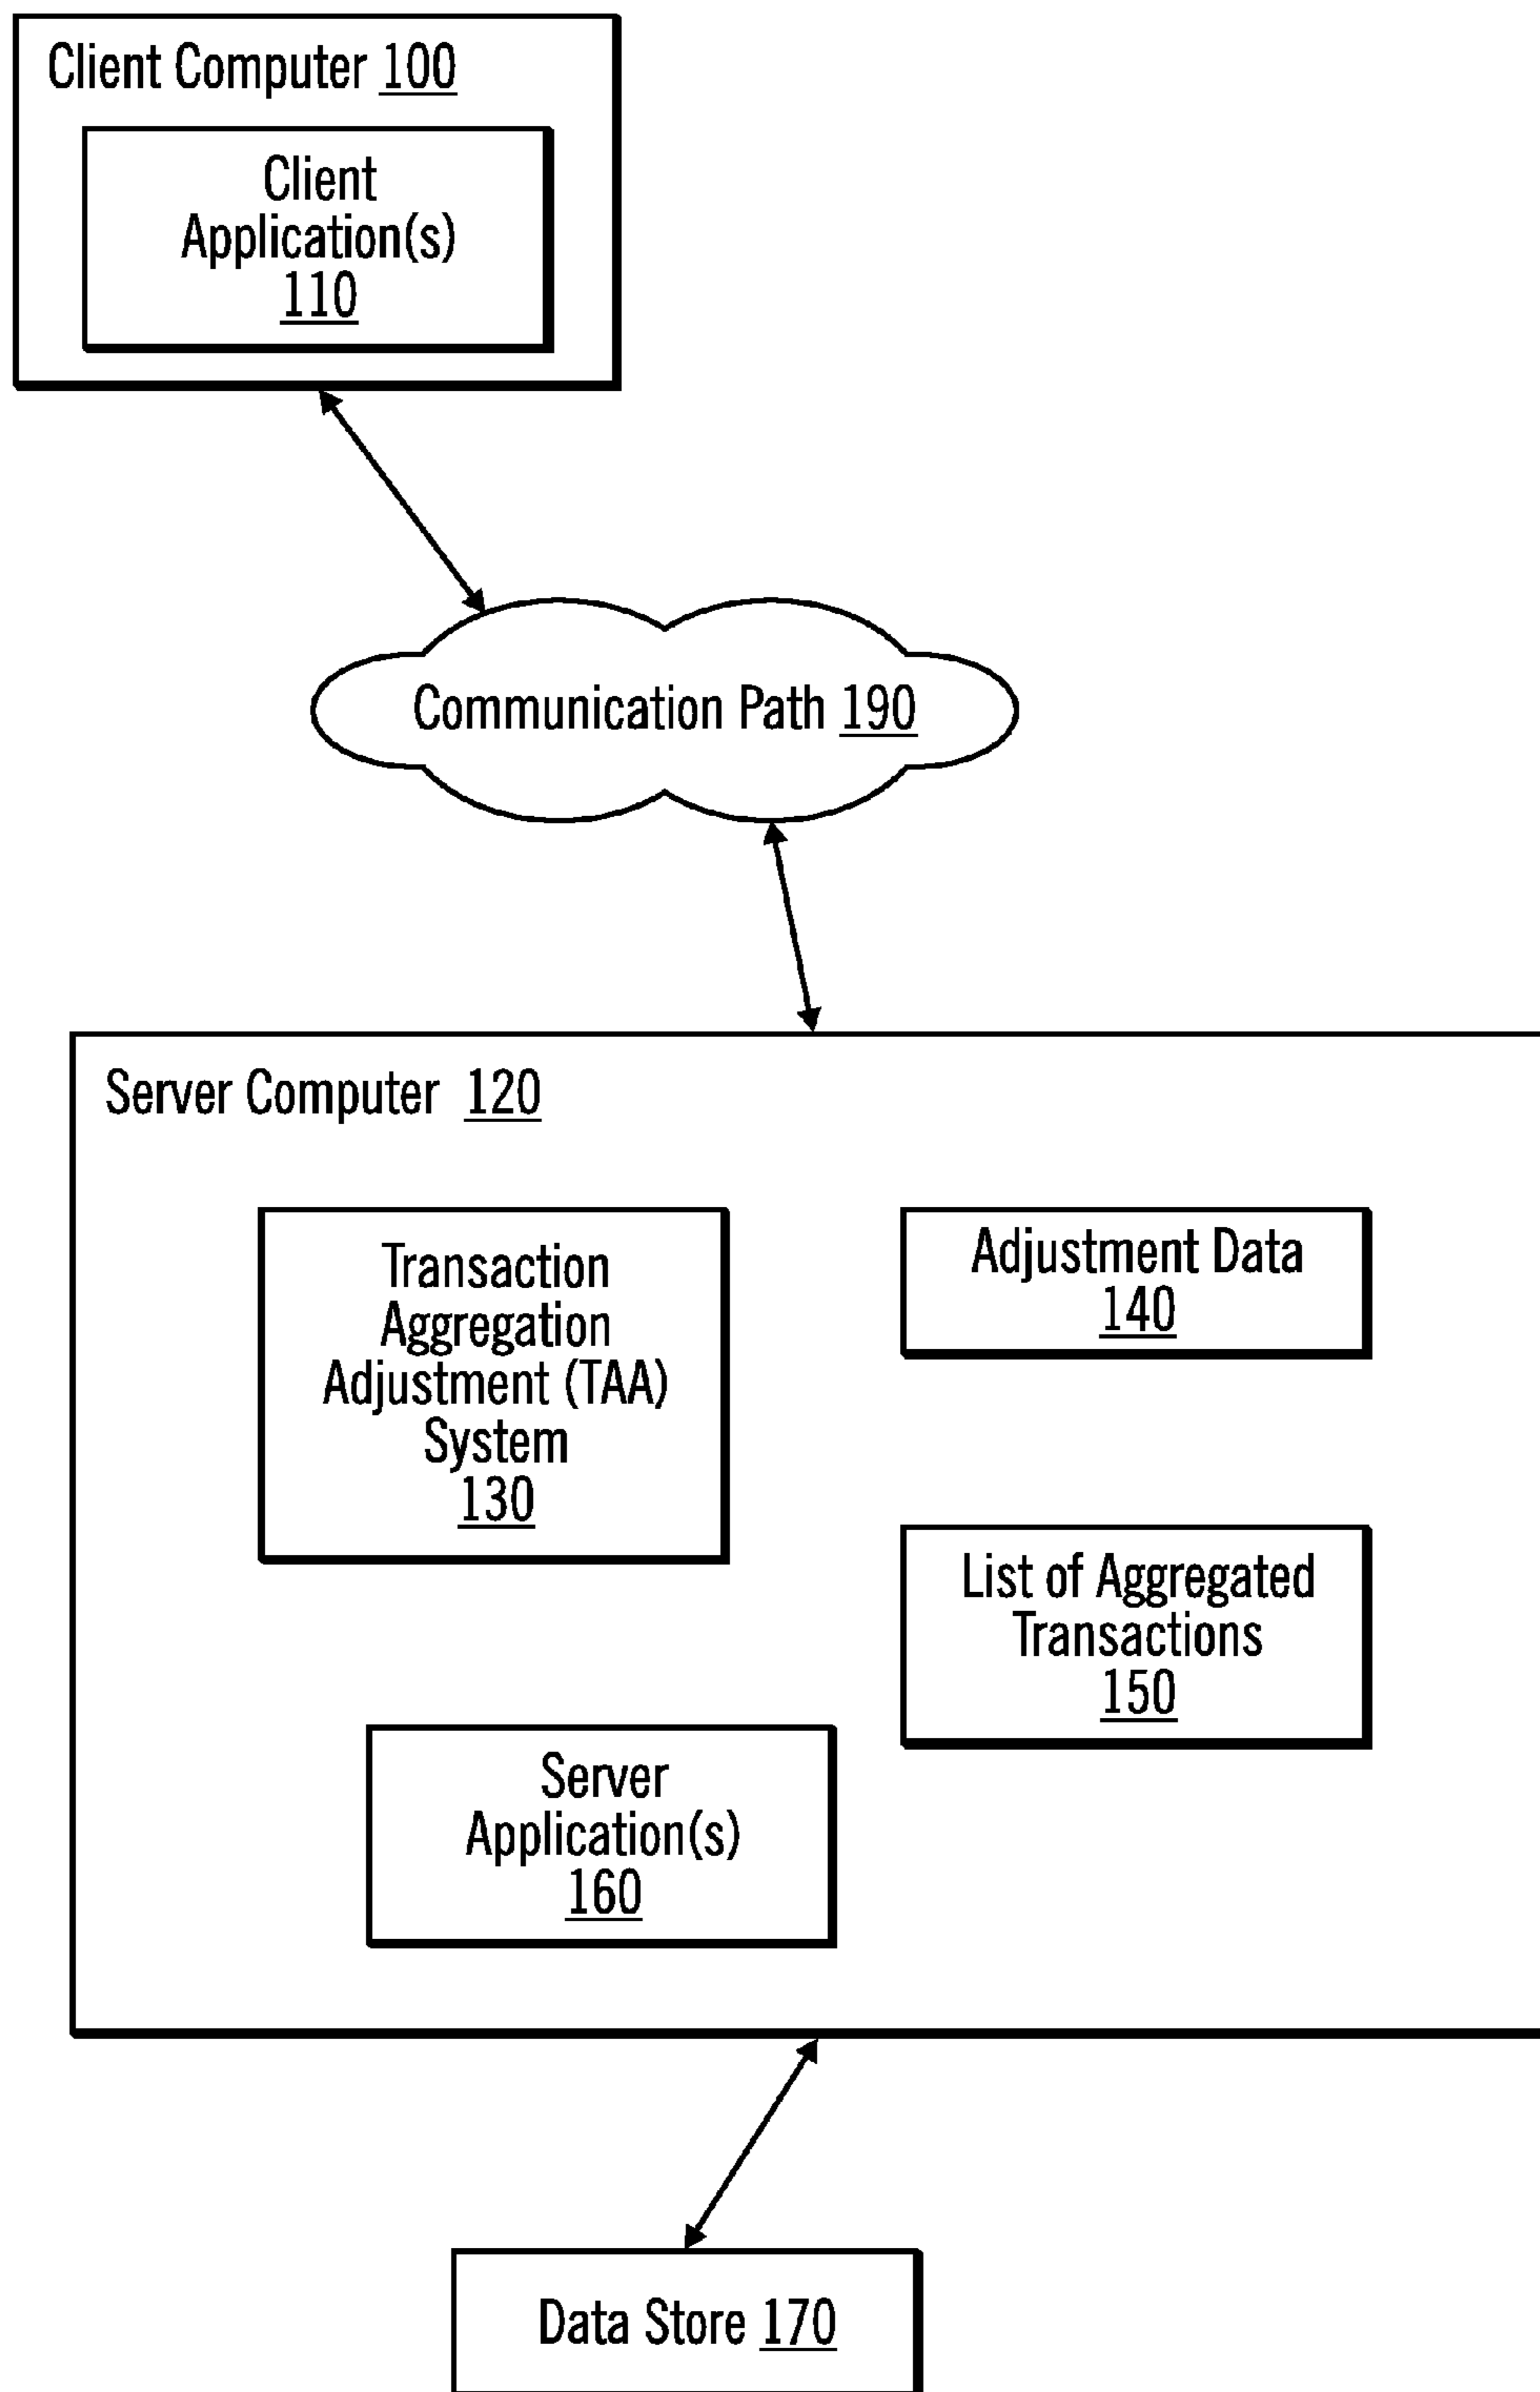 Client Computer 100
Client
Application(s)
110
Communication Path 190
Server Computer 120
Transaction
Aggregation
Adjustment (TAA)
System
130
Adjustment Data
140
List of Aggregated
Transactions
150
Server
Application(s)
160
Data Store 170